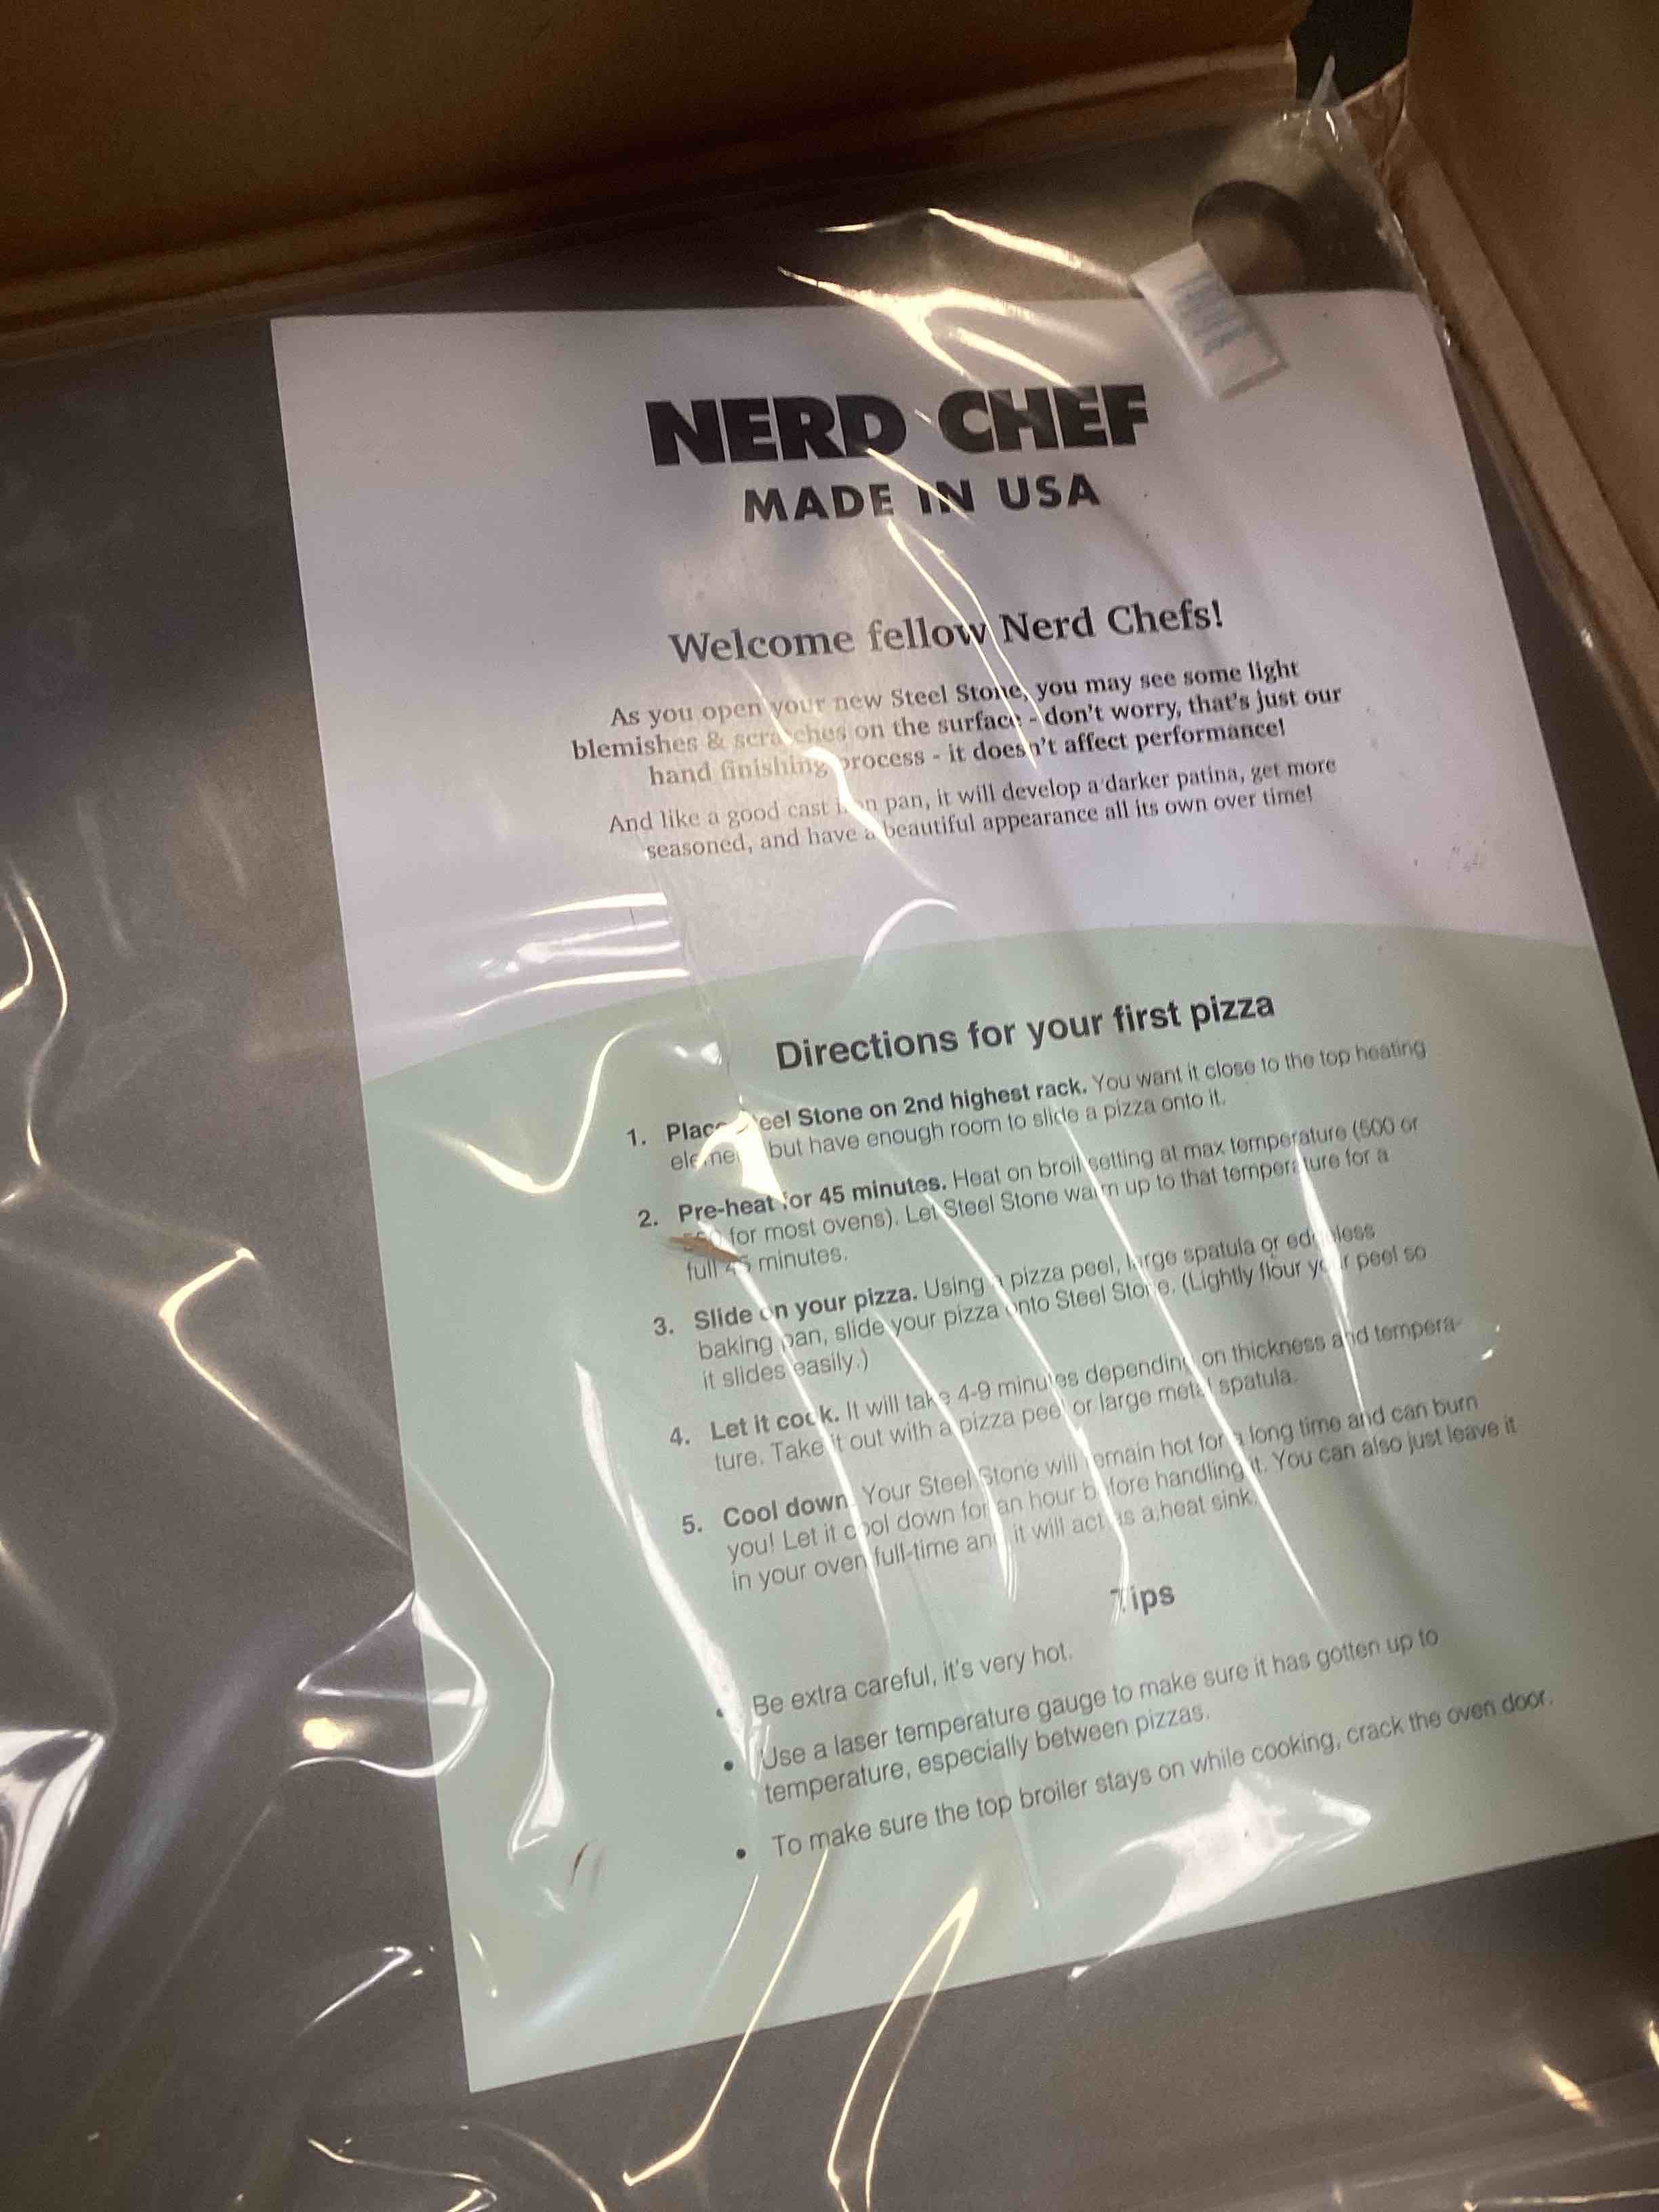 NERD CHEF
MADE IN USA
Welcome fellow Nerd Chefs!
As you open your new Steel Stone, you may see some light
blemishes & scratches on the surface - don't worry, that's just our
hand finishing process - it doesn't affect performance!
And like a good cast iron pan, it will develop a darker patina, get more
seasoned, and have a beautiful appearance all its own over time!
Directions for your first pizza
1. Place Steel Stone on 2nd highest rack. You want it close to the top heating
element but have enough room to slide a pizza onto it.
2. Pre-heat for 45 minutes. Heat on broil setting at max temperature (500 or
550 for most ovens). Let Steel Stone warm up to that temperature for a
full 45 minutes.
3. Slide on your pizza. Using a pizza peel, large spatula or edgeless
baking pan, slide your pizza onto Steel Stone. (Lightly flour your peel so
it slides easily.)
4. Let it cook. It will take 4-9 minutes depending on thickness and tempera-
ture. Take it out with a pizza peel or large metal spatula.
5. Cool down. Your Steel Stone will remain hot for a long time and can burn
you! Let it cool down for an hour before handling it. You can also just leave it
in your oven full-time and it will act as a heat sink.
Tips
• Be extra careful, it's very hot.
• Use a laser temperature gauge to make sure it has gotten up to
temperature, especially between pizzas.
• To make sure the top broiler stays on while cooking, crack the oven door.